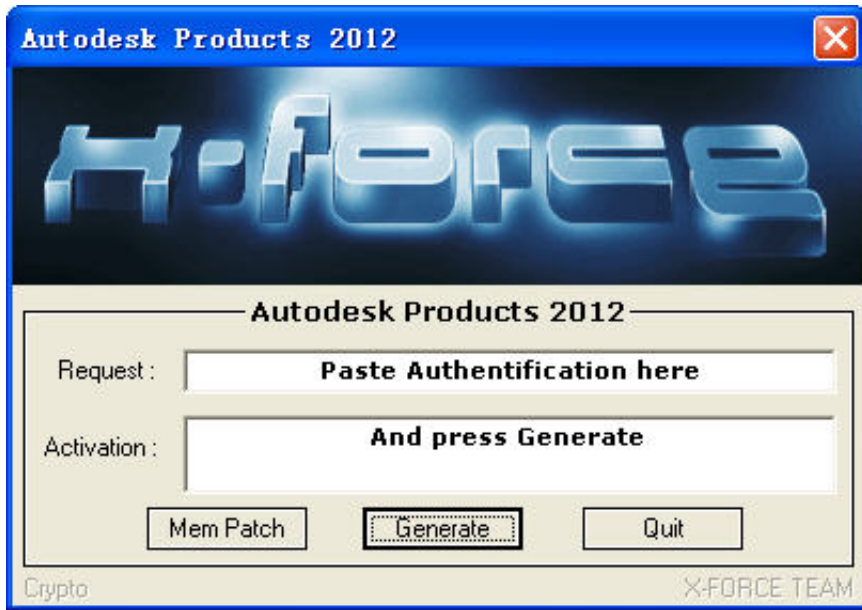 Autodesk Products 2012
x·force
Autodesk Products 2012
Request : Paste Authentification here
Activation : And press Generate
Mem Patch Generate Quit
Crypto X-FORCE TEAM